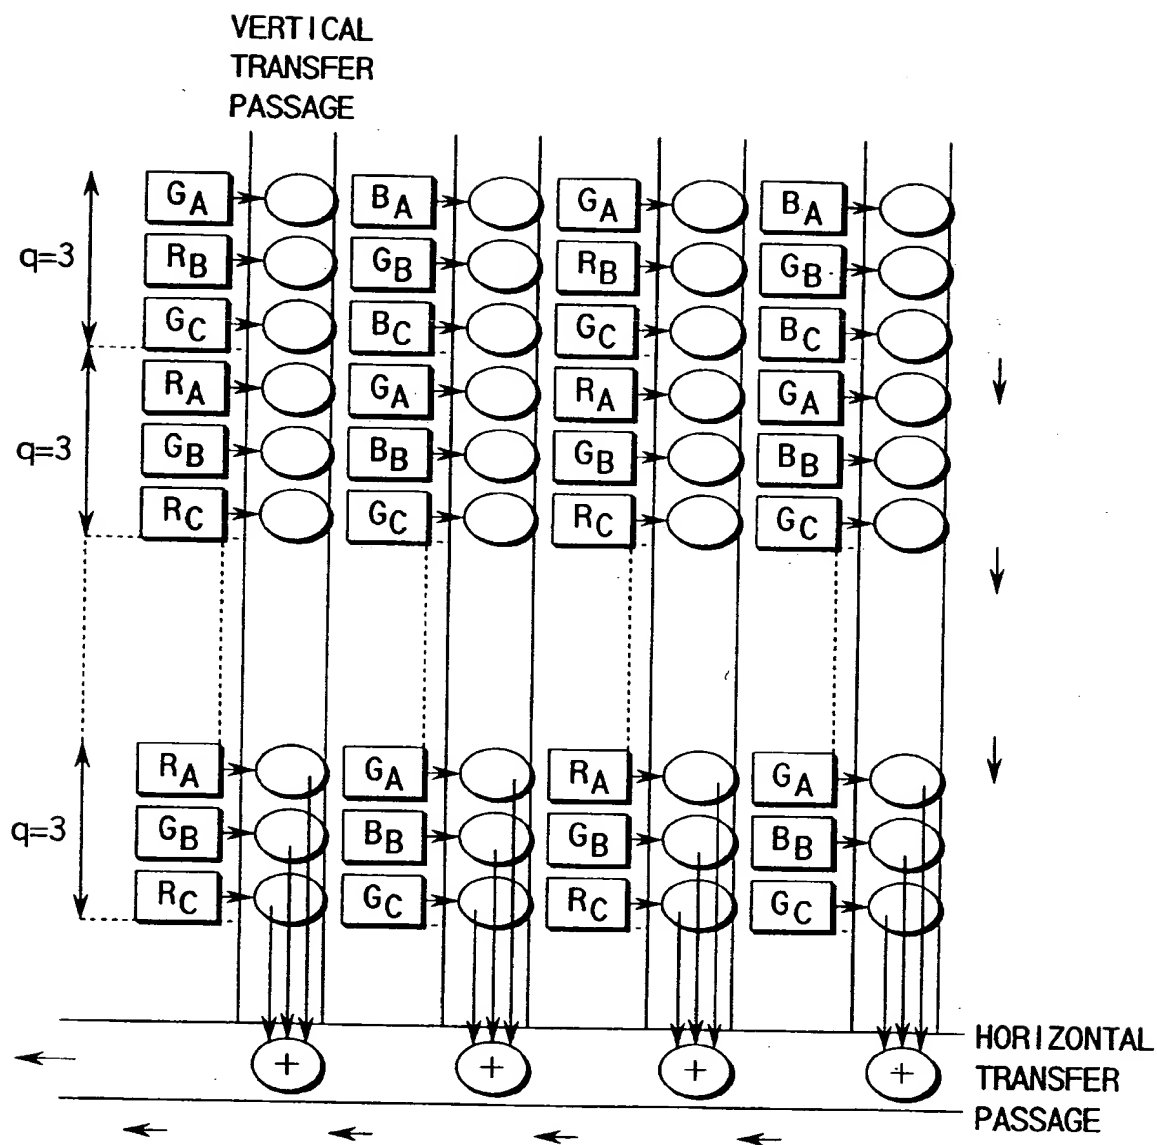 VERTICAL
TRANSFER
PASSAGE
GA BA GA BA
q=3 RB GB RB GB
GC BC GC BC
RA GA RA GA
q=3 GB BB GB BB
RC GC RC GC
RA GA RA GA
q=3 GB BB GB BB
RC GC RC GC
+ + + +
HORIZONTAL
TRANSFER
PASSAGE